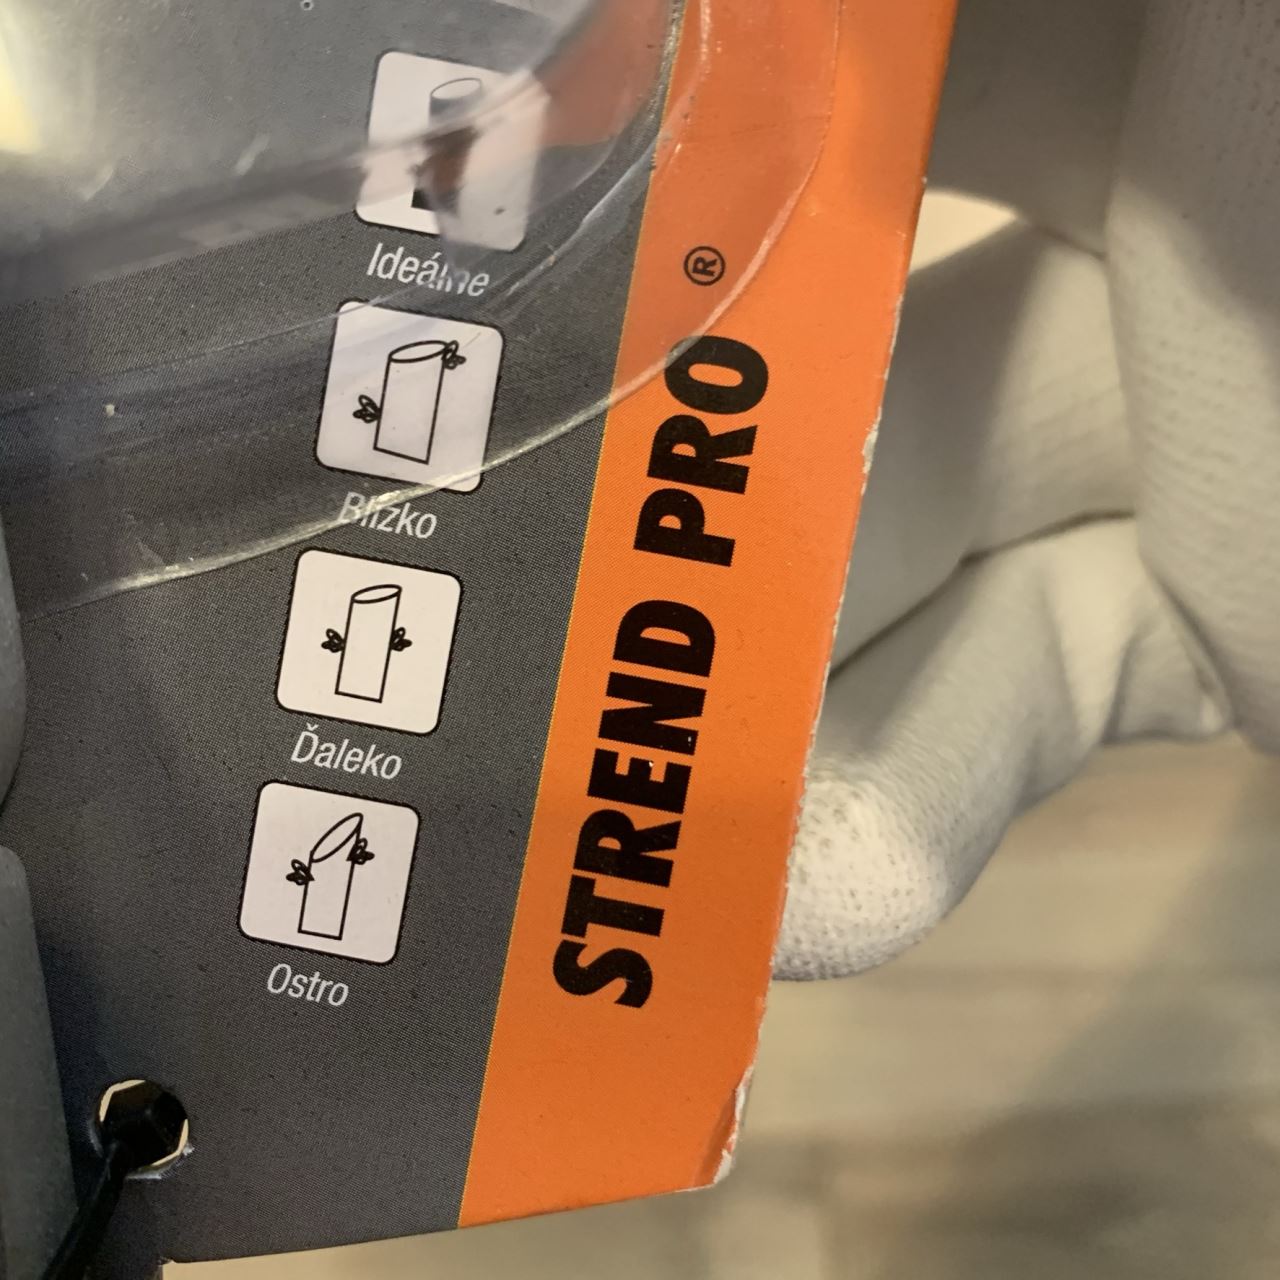 Ideálne
Blízko
Ďaleko
Ostro
STREND PRO ®